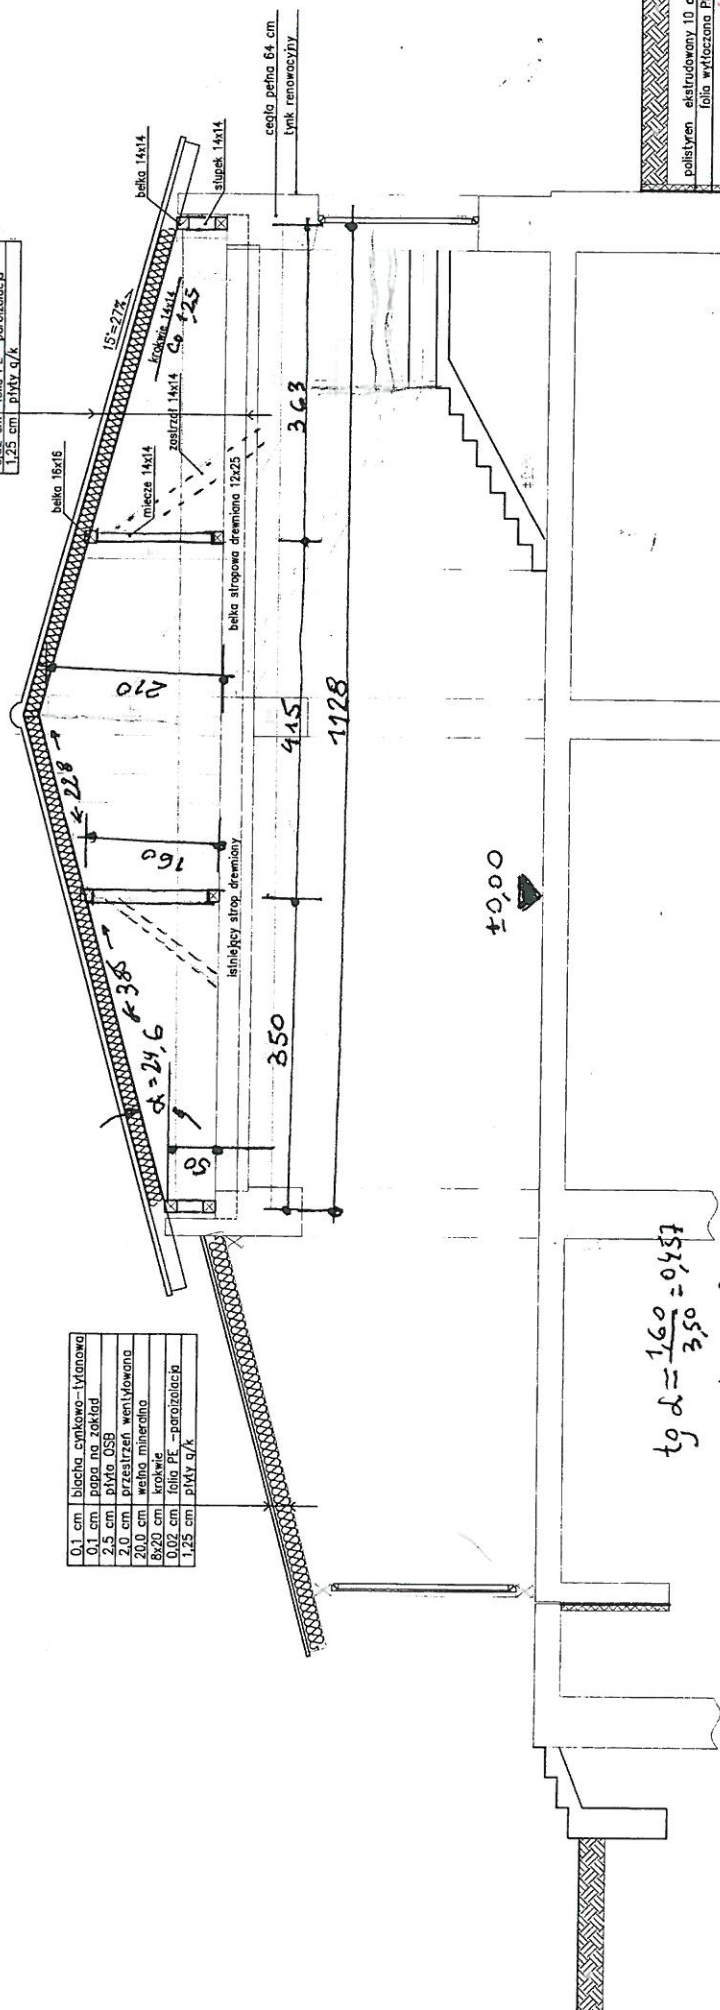 1,25 cm płyty g/k
15°=27%
belka 14x14
słupek 14x14
cegła pełna 64 cm
tynk renowacyjny
krokwie 14x14
co 125
zastrzał 14x14
belka 16x16
miecze 14x14
belka stropowa drewniana 12x25
istniejący strop drewniany
210
160
228
385
α = 24,6
50
363
415
350
1128
±0,00
0,1 cm blacha cynkowo-tytanowa
0,1 cm papa na zakład
2,5 cm płyta OSB
2,0 cm przestrzeń wentylowana
20,0 cm wełna mineralna
8x20 cm krokwie
0,02 cm folia PE -paroizolacja
1,25 cm płyty g/k
tg α = 1,60 / 3,50 = 0,457
polistyren ekstrudowany 10 c
folia wytłoczona P